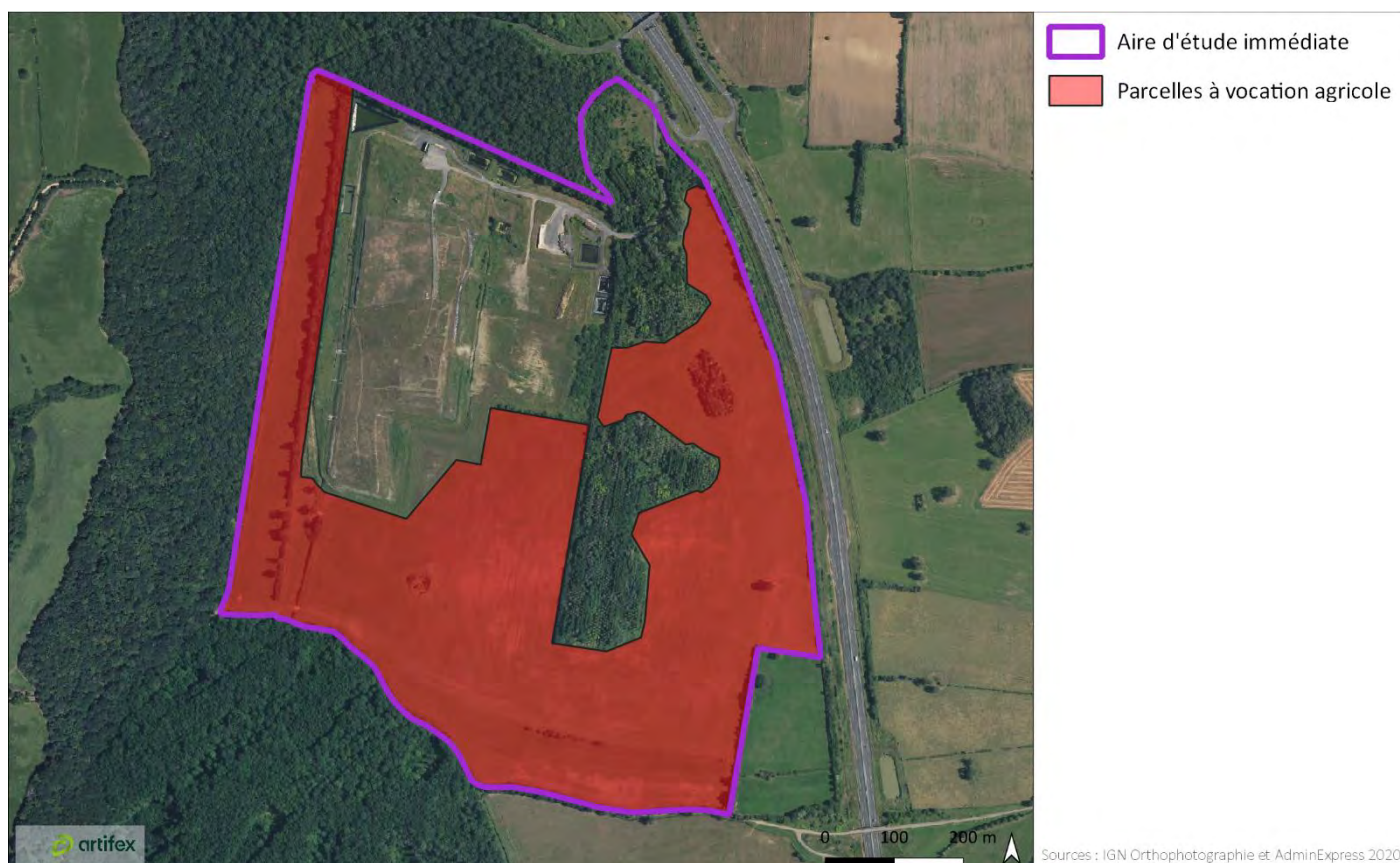 Aire d'étude immédiate
Parcelles à vocation agricole
artifex
0 100 200 m
Sources : IGN Orthophotographie et AdminExpress 2020